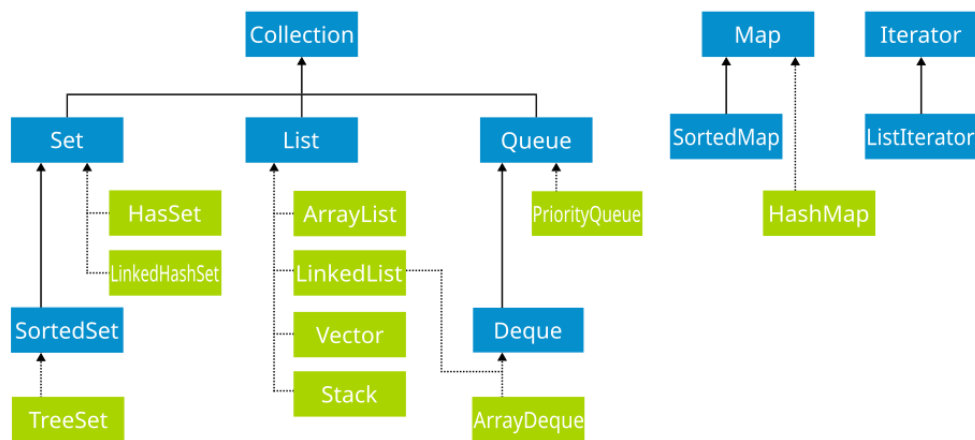 Collection
Map
Iterator
Set
List
Queue
SortedMap
ListIterator
HasSet
ArrayList
PriorityQueue
HashMap
LinkedHashSet
LinkedList
SortedSet
Vector
Deque
Stack
TreeSet
ArrayDeque